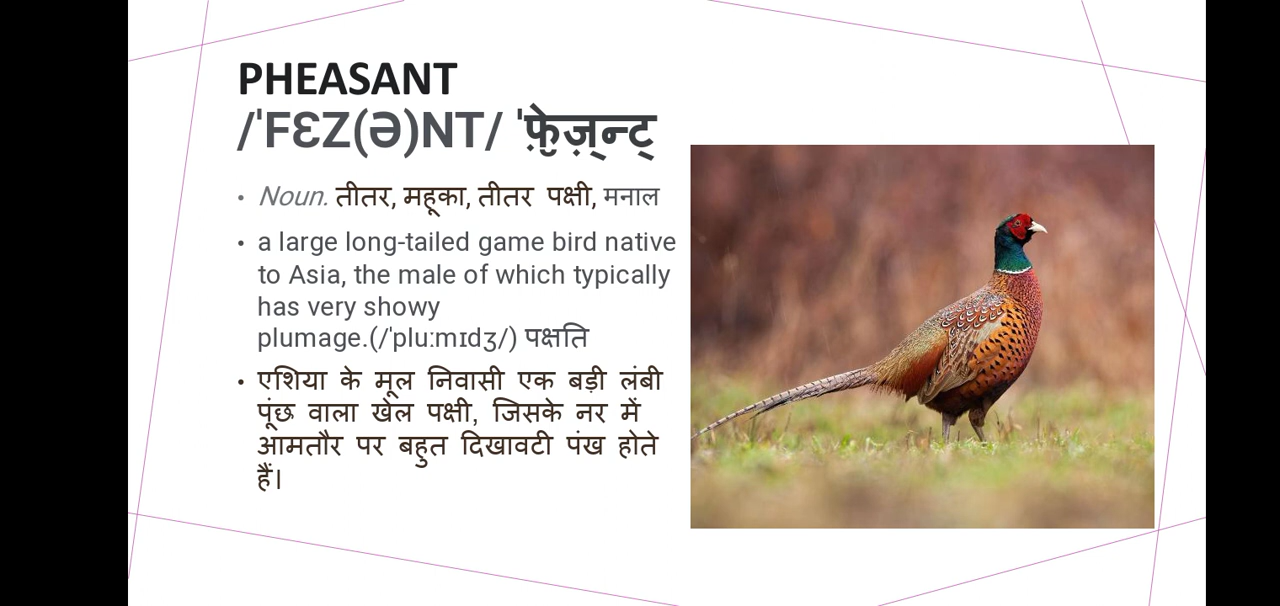 PHEASANT
/ˈFƐZ(Ə)NT/ ˈफ़े़ज़्न्ट्
• Noun. तीतर, महूका, तीतर पक्षी, मनाल
• a large long-tailed game bird native
to Asia, the male of which typically
has very showy
plumage.(/ˈpluːmɪdʒ/) पक्षति
• एशिया के मूल निवासी एक बड़ी लंबी
पूंछ वाला खेल पक्षी, जिसके नर में
आमतौर पर बहुत दिखावटी पंख होते
हैं।